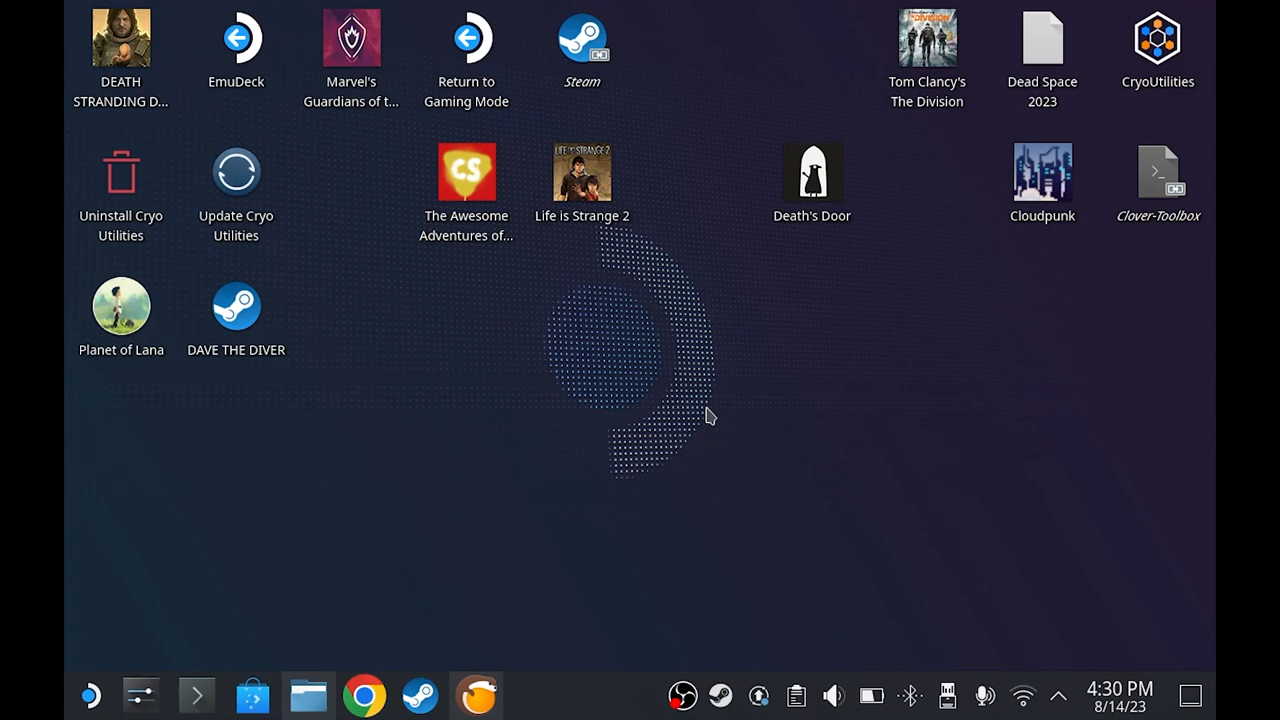 DEATH
STRANDING D...
EmuDeck
Marvel's
Guardians of t...
Return to
Gaming Mode
Steam
Tom Clancy's
The Division
Dead Space
2023
CryoUtilities
Uninstall Cryo
Utilities
Update Cryo
Utilities
CS
The Awesome
Adventures of...
LIFE IS STRANGE 2
Life is Strange 2
Death's Door
Cloudpunk
>_
Clover-Toolbox
Planet of Lana
DAVE THE DIVER
4:30 PM
8/14/23